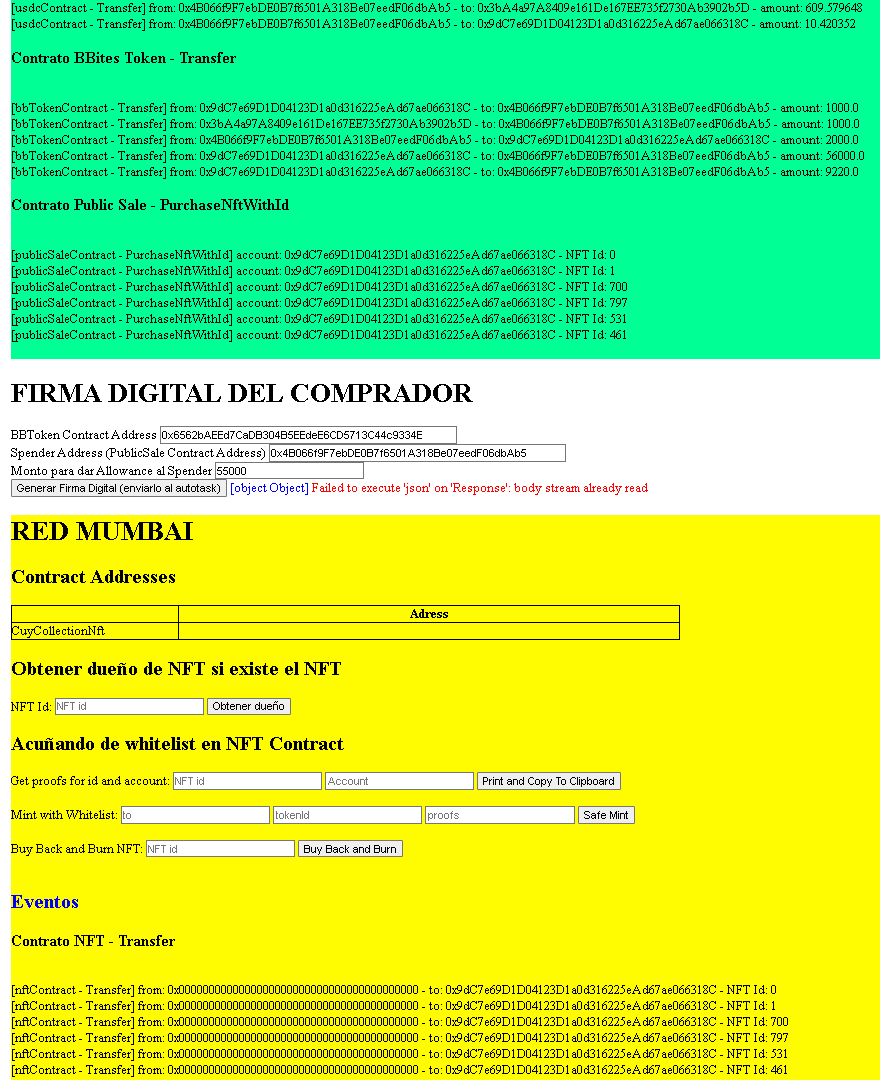 [usdcContract - Transfer] from: 0x4B066f9F7ebDE0B7f6501A318Be07eedF06dbAb5 - to: 0x3bA4a97A8409e161De167EE735f2730Ab3902b5D - amount: 609.579648
[usdcContract - Transfer] from: 0x4B066f9F7ebDE0B7f6501A318Be07eedF06dbAb5 - to: 0x9dC7e69D1D04123D1a0d316225eAd67ae066318C - amount: 10.420352
Contrato BBites Token - Transfer
[bbTokenContract - Transfer] from: 0x9dC7e69D1D04123D1a0d316225eAd67ae066318C - to: 0x4B066f9F7ebDE0B7f6501A318Be07eedF06dbAb5 - amount: 1000.0
[bbTokenContract - Transfer] from: 0x3bA4a97A8409e161De167EE735f2730Ab3902b5D - to: 0x4B066f9F7ebDE0B7f6501A318Be07eedF06dbAb5 - amount: 1000.0
[bbTokenContract - Transfer] from: 0x4B066f9F7ebDE0B7f6501A318Be07eedF06dbAb5 - to: 0x9dC7e69D1D04123D1a0d316225eAd67ae066318C - amount: 2000.0
[bbTokenContract - Transfer] from: 0x9dC7e69D1D04123D1a0d316225eAd67ae066318C - to: 0x4B066f9F7ebDE0B7f6501A318Be07eedF06dbAb5 - amount: 56000.0
[bbTokenContract - Transfer] from: 0x9dC7e69D1D04123D1a0d316225eAd67ae066318C - to: 0x4B066f9F7ebDE0B7f6501A318Be07eedF06dbAb5 - amount: 9220.0
Contrato Public Sale - PurchaseNftWithId
[publicSaleContract - PurchaseNftWithId] account: 0x9dC7e69D1D04123D1a0d316225eAd67ae066318C - NFT Id: 0
[publicSaleContract - PurchaseNftWithId] account: 0x9dC7e69D1D04123D1a0d316225eAd67ae066318C - NFT Id: 1
[publicSaleContract - PurchaseNftWithId] account: 0x9dC7e69D1D04123D1a0d316225eAd67ae066318C - NFT Id: 700
[publicSaleContract - PurchaseNftWithId] account: 0x9dC7e69D1D04123D1a0d316225eAd67ae066318C - NFT Id: 797
[publicSaleContract - PurchaseNftWithId] account: 0x9dC7e69D1D04123D1a0d316225eAd67ae066318C - NFT Id: 531
[publicSaleContract - PurchaseNftWithId] account: 0x9dC7e69D1D04123D1a0d316225eAd67ae066318C - NFT Id: 461
FIRMA DIGITAL DEL COMPRADOR
BBToken Contract Address 0x6562bAEEd7CaDB304B5EEdeE6CD5713C44c9334E
Spender Address (PublicSale Contract Address) 0x4B066f9F7ebDE0B7f6501A318Be07eedF06dbAb5
Monto para dar Allowance al Spender 55000
Generar Firma Digital (enviarlo al autotask) [object Object] Failed to execute 'json' on 'Response': body stream already read
RED MUMBAI
Contract Addresses
Adress
CuyCollectionNft
Obtener dueño de NFT si existe el NFT
NFT Id: NFT id Obtener dueño
Acuñando de whitelist en NFT Contract
Get proofs for id and account: NFT id Account Print and Copy To Clipboard
Mint with Whitelist: to tokenId proofs Safe Mint
Buy Back and Burn NFT: NFT id Buy Back and Burn
Eventos
Contrato NFT - Transfer
[nftContract - Transfer] from: 0x0000000000000000000000000000000000000000 - to: 0x9dC7e69D1D04123D1a0d316225eAd67ae066318C - NFT Id: 0
[nftContract - Transfer] from: 0x0000000000000000000000000000000000000000 - to: 0x9dC7e69D1D04123D1a0d316225eAd67ae066318C - NFT Id: 1
[nftContract - Transfer] from: 0x0000000000000000000000000000000000000000 - to: 0x9dC7e69D1D04123D1a0d316225eAd67ae066318C - NFT Id: 700
[nftContract - Transfer] from: 0x0000000000000000000000000000000000000000 - to: 0x9dC7e69D1D04123D1a0d316225eAd67ae066318C - NFT Id: 797
[nftContract - Transfer] from: 0x0000000000000000000000000000000000000000 - to: 0x9dC7e69D1D04123D1a0d316225eAd67ae066318C - NFT Id: 531
[nftContract - Transfer] from: 0x0000000000000000000000000000000000000000 - to: 0x9dC7e69D1D04123D1a0d316225eAd67ae066318C - NFT Id: 461